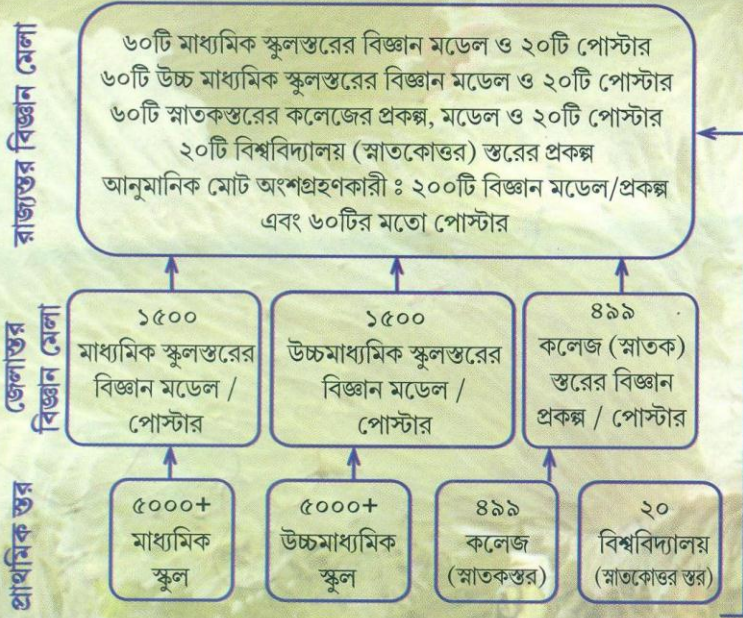 রাজ্যস্তর বিজ্ঞান মেলা
৬০টি মাধ্যমিক স্কুলস্তরের বিজ্ঞান মডেল ও ২০টি পোস্টার
৬০টি উচ্চ মাধ্যমিক স্কুলস্তরের বিজ্ঞান মডেল ও ২০টি পোস্টার
৬০টি স্নাতকস্তরের কলেজের প্রকল্প, মডেল ও ২০টি পোস্টার
২০টি বিশ্ববিদ্যালয় (স্নাতকোত্তর) স্তরের প্রকল্প
আনুমানিক মোট অংশগ্রহণকারী ঃ ২০০টি বিজ্ঞান মডেল/প্রকল্প
এবং ৬০টির মতো পোস্টার
জেলাস্তর
বিজ্ঞান মেলা
১৫০০
মাধ্যমিক স্কুলস্তরের
বিজ্ঞান মডেল /
পোস্টার
১৫০০
উচ্চমাধ্যমিক স্কুলস্তরের
বিজ্ঞান মডেল /
পোস্টার
৪৯৯
কলেজ (স্নাতক)
স্তরের বিজ্ঞান
প্রকল্প / পোস্টার
প্রাথমিক স্তর
৫০০০+
মাধ্যমিক
স্কুল
৫০০০+
উচ্চমাধ্যমিক
স্কুল
৪৯৯
কলেজ
(স্নাতকস্তর)
২০
বিশ্ববিদ্যালয়
(স্নাতকোত্তর স্তর)